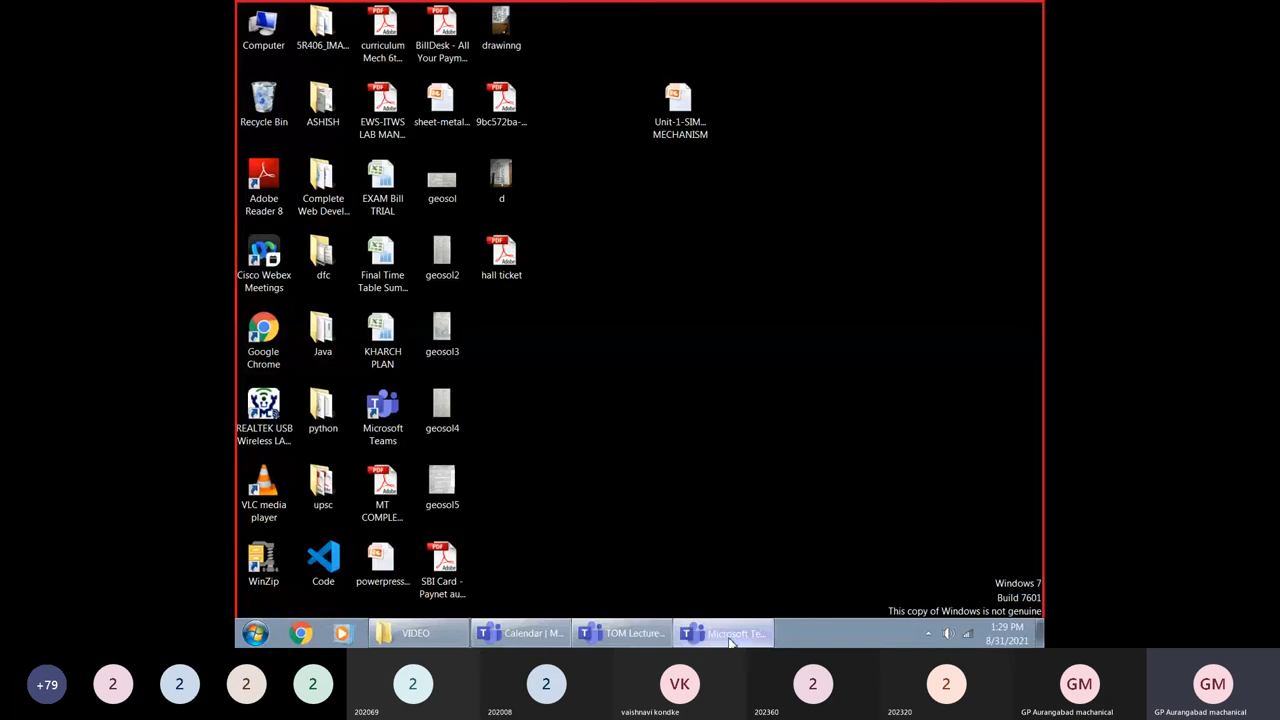 Computer
5R406_IMA...
curriculum
Mech 6t...
BillDesk - All
Your Paym...
drawinng
Recycle Bin
ASHISH
EWS-ITWS
LAB MAN...
sheet-metal...
9bc572ba-...
Unit-1-SIM...
MECHANISM
Adobe
Reader 8
Complete
Web Devel...
EXAM Bill
TRIAL
geosol
d
Cisco Webex
Meetings
dfc
Final Time
Table Sum...
geosol2
hall ticket
Google
Chrome
Java
KHARCH
PLAN
geosol3
REALTEK USB
Wireless LA...
python
Microsoft
Teams
geosol4
VLC media
player
upsc
MT
COMPLE...
geosol5
WinZip
Code
powerpress...
SBI Card -
Paynet au...
Windows 7
Build 7601
This copy of Windows is not genuine
VIDEO
Calendar | M...
TOM Lecture...
Microsoft Te...
1:29 PM
8/31/2021
+79
2
2
2
2
2
2
VK
2
2
GM
GM
202069
202008
vaishnavi kondke
202360
202320
GP Aurangabad machanical
GP Aurangabad machanical